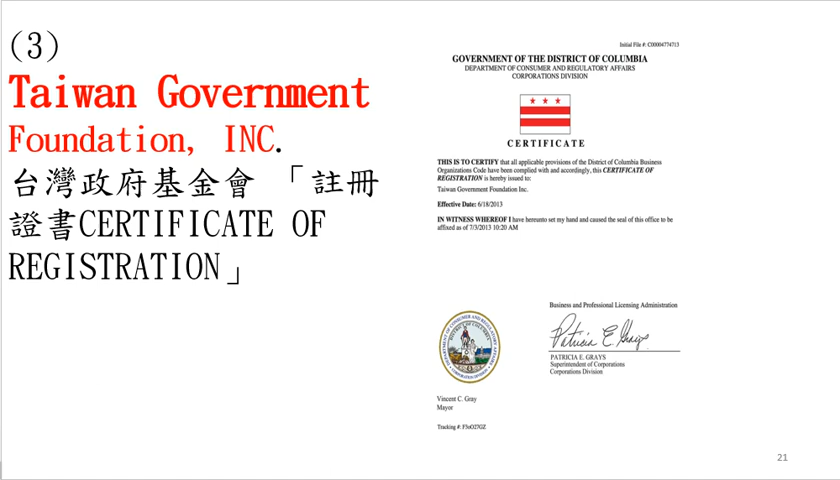 (3)
Taiwan Government
Foundation, INC.
台灣政府基金會 「註冊
證書CERTIFICATE OF
REGISTRATION」
Initial File #: C00004774713
GOVERNMENT OF THE DISTRICT OF COLUMBIA
DEPARTMENT OF CONSUMER AND REGULATORY AFFAIRS
CORPORATIONS DIVISION
CERTIFICATE
THIS IS TO CERTIFY that all applicable provisions of the District of Columbia Business
Organizations Code have been complied with and accordingly, this CERTIFICATE OF
REGISTRATION is hereby issued to:
Taiwan Government Foundation Inc.
Effective Date: 6/18/2013
IN WITNESS WHEREOF I have hereunto set my hand and caused the seal of this office to be
affixed as of 7/3/2013 10:20 AM
Business and Professional Licensing Administration
Patricia E. Grays
PATRICIA E. GRAYS
Superintendent of Corporations
Corporations Division
Vincent C. Gray
Mayor
Tracking #: F3oO27GZ
21